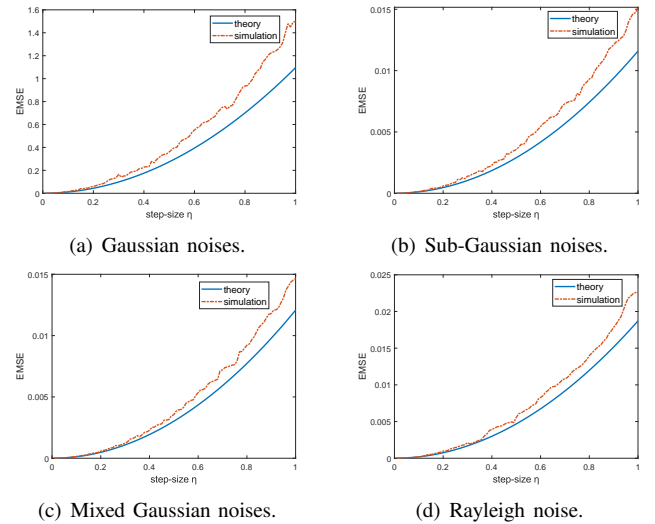 1.6
1.4
1.2
1
0.8
0.6
0.4
0.2
0
EMSE
theory
simulation
0 0.2 0.4 0.6 0.8 1
step-size η
(a) Gaussian noises.
0.015
0.01
0.005
0
EMSE
theory
simulation
0 0.2 0.4 0.6 0.8 1
step-size η
(b) Sub-Gaussian noises.
0.015
0.01
0.005
0
EMSE
theory
simulation
0 0.2 0.4 0.6 0.8 1
step-size η
(c) Mixed Gaussian noises.
0.025
0.02
0.015
0.01
0.005
0
EMSE
theory
simulation
0 0.2 0.4 0.6 0.8 1
step-size η
(d) Rayleigh noise.